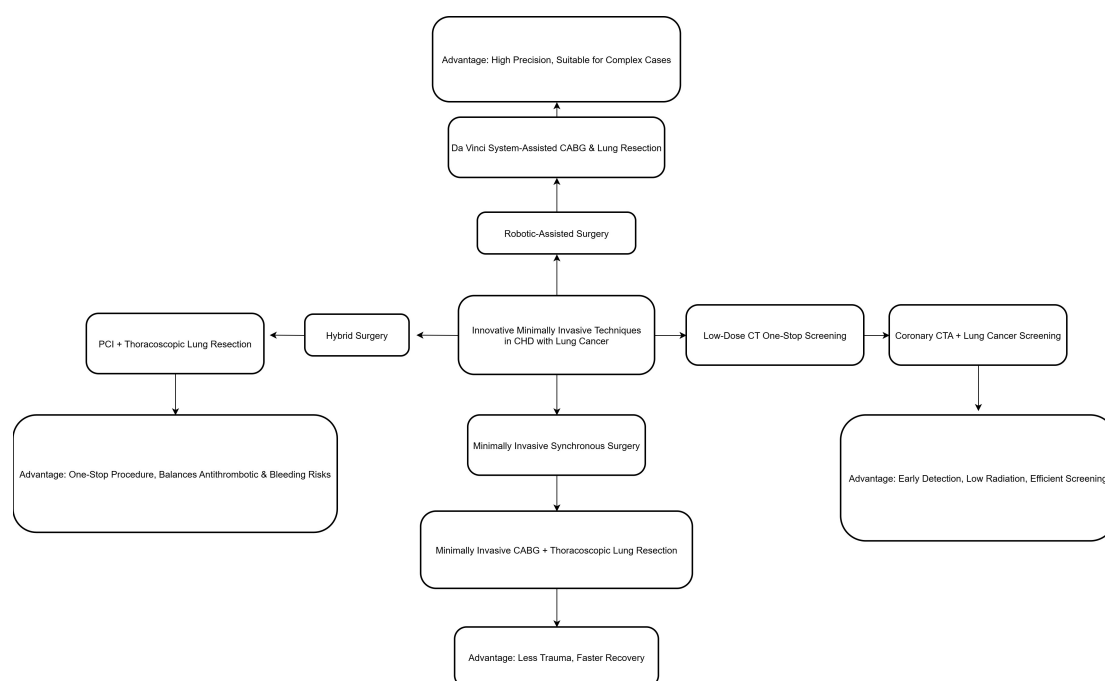 Advantage: High Precision, Suitable for Complex Cases
Da Vinci System-Assisted CABG & Lung Resection
Robotic-Assisted Surgery
PCI + Thoracoscopic Lung Resection
Hybrid Surgery
Innovative Minimally Invasive Techniques
in CHD with Lung Cancer
Low-Dose CT One-Stop Screening
Coronary CTA + Lung Cancer Screening
Advantage: One-Stop Procedure, Balances Antithrombotic & Bleeding Risks
Minimally Invasive Synchronous Surgery
Advantage: Early Detection, Low Radiation, Efficient Screening
Minimally Invasive CABG + Thoracoscopic Lung Resection
Advantage: Less Trauma, Faster Recovery